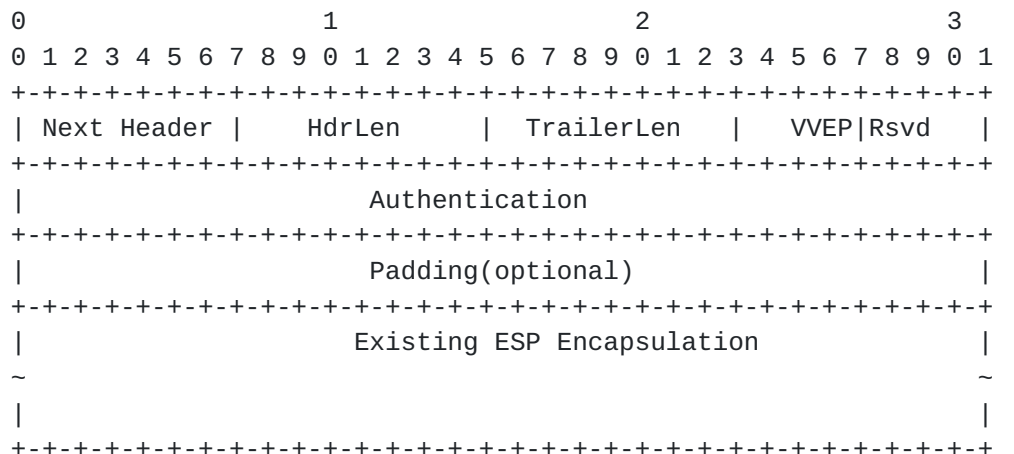 0                   1                   2                   3
0 1 2 3 4 5 6 7 8 9 0 1 2 3 4 5 6 7 8 9 0 1 2 3 4 5 6 7 8 9 0 1
+-+-+-+-+-+-+-+-+-+-+-+-+-+-+-+-+-+-+-+-+-+-+-+-+-+-+-+-+-+-+-+
| Next Header |    HdrLen     |  TrailerLen   |   VVEP|Rsvd   |
+-+-+-+-+-+-+-+-+-+-+-+-+-+-+-+-+-+-+-+-+-+-+-+-+-+-+-+-+-+-+-+
|                      Authentication
+-+-+-+-+-+-+-+-+-+-+-+-+-+-+-+-+-+-+-+-+-+-+-+-+-+-+-+-+-+-+-+
|                      Padding(optional)                      |
+-+-+-+-+-+-+-+-+-+-+-+-+-+-+-+-+-+-+-+-+-+-+-+-+-+-+-+-+-+-+-+
|                     Existing ESP Encapsulation              |
~                                                             ~
|                                                             |
+-+-+-+-+-+-+-+-+-+-+-+-+-+-+-+-+-+-+-+-+-+-+-+-+-+-+-+-+-+-+-+